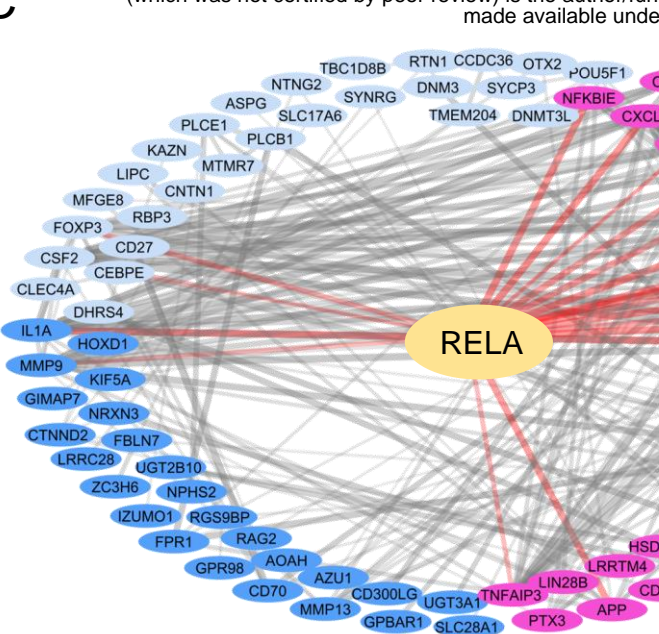 C
(which was not certified by peer review) is the author/fun
made available unde
RTN1 CCDC36 OTX2
TBC1D8B
POU5F1
NTNG2
DNM3
SYCP3
SYNRG
NFKBIE
ASPG
SLC17A6
TMEM204
DNMT3L
CXCL
PLCE1
PLCB1
KAZN
MTMR7
LIPC
CNTN1
MFGE8
RBP3
FOXP3
CD27
CSF2
CEBPE
CLEC4A
DHRS4
IL1A
HOXD1
RELA
MMP9
KIF5A
GIMAP7
NRXN3
CTNND2
FBLN7
LRRC28
UGT2B10
ZC3H6
NPHS2
IZUMO1
RGS9BP
FPR1
RAG2
HSD
GPR98
AOAH
LRRTM4
AZU1
LIN28B
CD70
CD300LG
TNFAIP3
CD
UGT3A1
MMP13
APP
GPBAR1
SLC28A1
PTX3